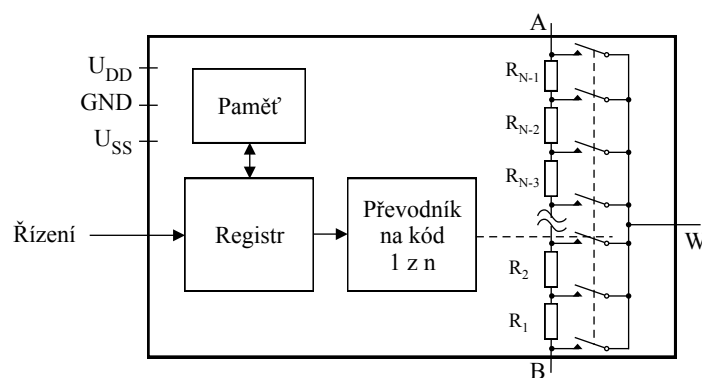 A
U_DD
GND
U_SS
Paměť
Řízení
Registr
Převodník
na kód
1 z n
R_N-1
R_N-2
R_N-3
R_2
R_1
W
B